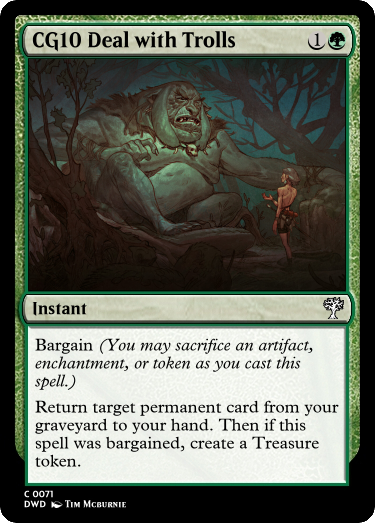 CG10 Deal with Trolls 1
Instant
Bargain (You may sacrifice an artifact,
enchantment, or token as you cast this
spell.)
Return target permanent card from your
graveyard to your hand. Then if this
spell was bargained, create a Treasure
token.
C 0071
DWD Tim Mcburnie